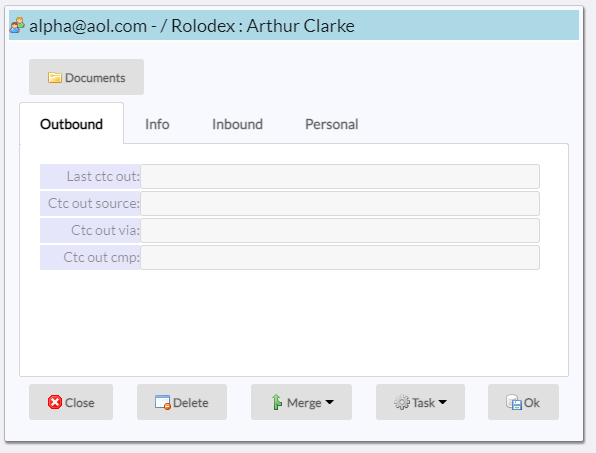 alpha@aol.com - / Rolodex : Arthur Clarke
Documents
Outbound Info Inbound Personal
Last ctc out:
Ctc out source:
Ctc out via:
Ctc out cmp:
Close Delete Merge Task Ok